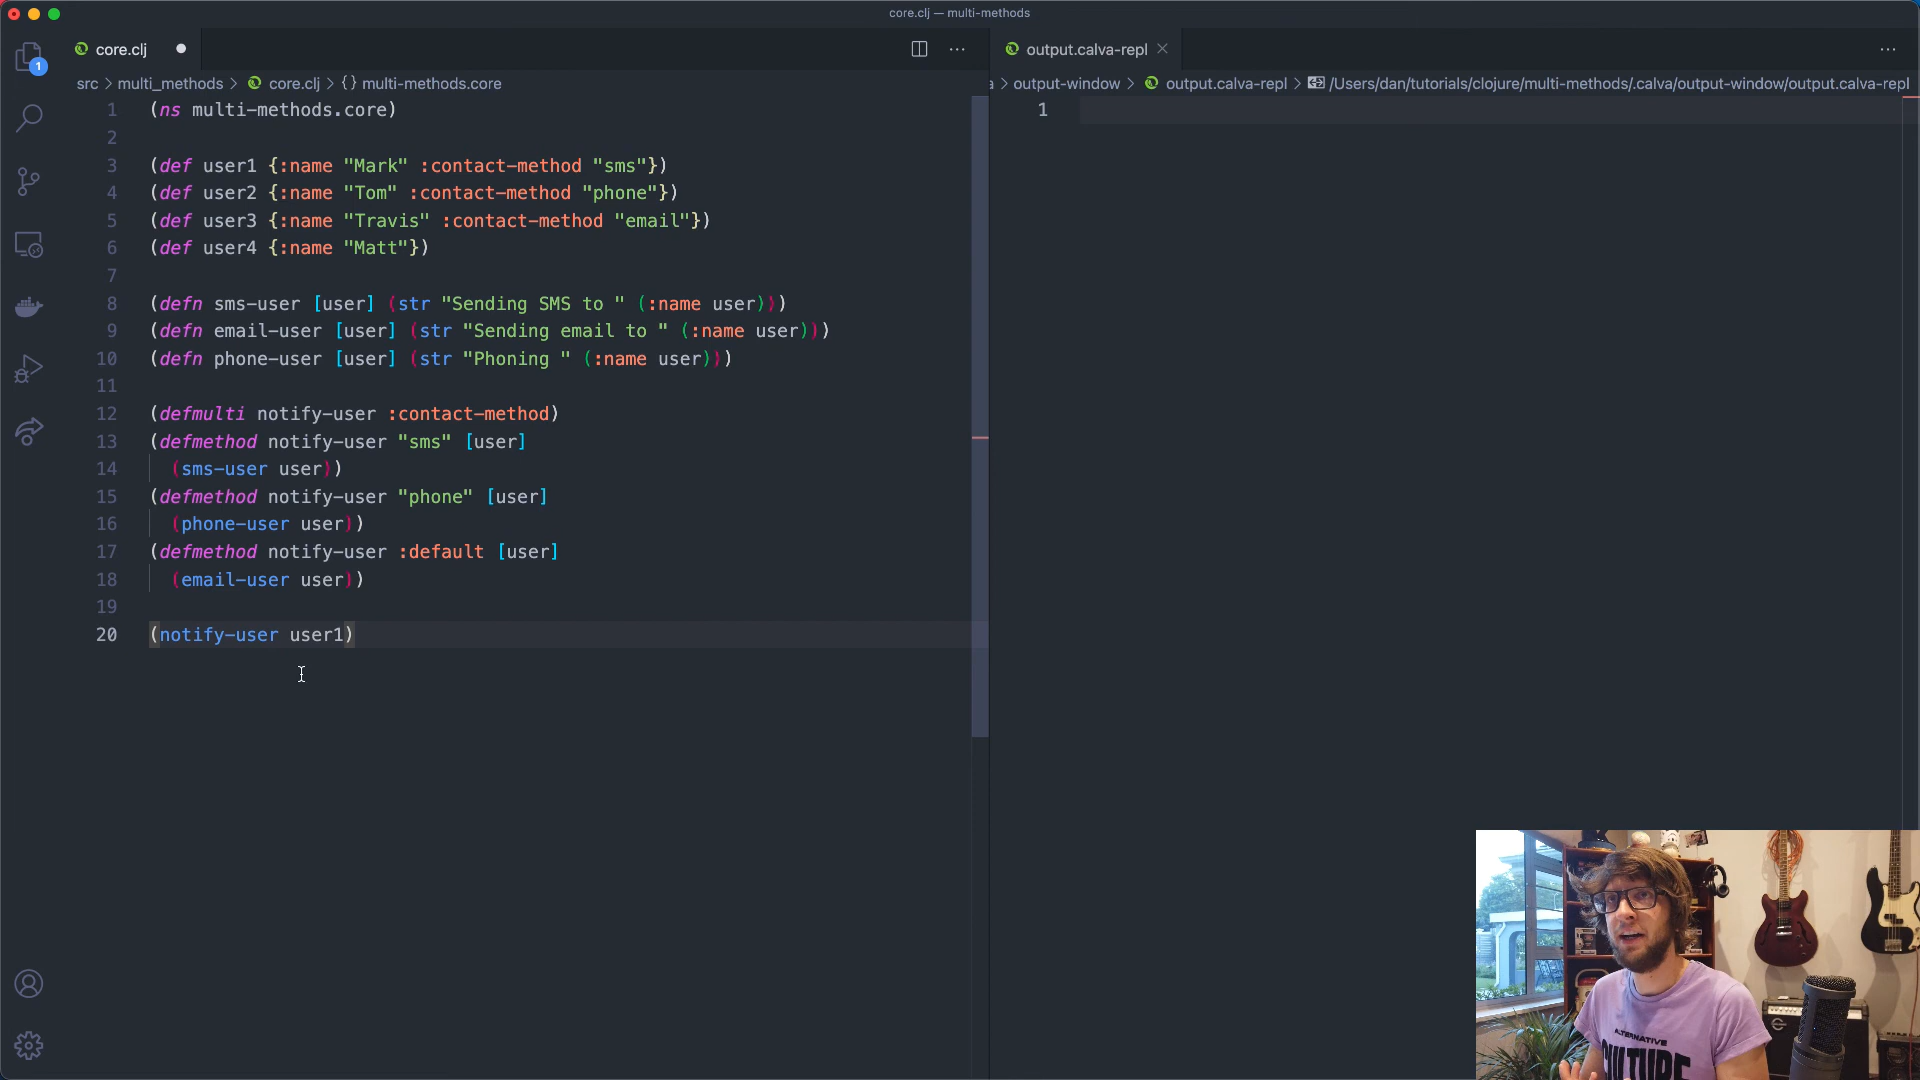 core.clj — multi-methods
core.clj
output.calva-repl
1
src > multi_methods > core.clj > {} multi-methods.core
> output-window > output.calva-repl > /Users/dan/tutorials/clojure/multi-methods/.calva/output-window/output.calva-repl
1 (ns multi-methods.core)
2
3 (def user1 {:name "Mark" :contact-method "sms"})
4 (def user2 {:name "Tom" :contact-method "phone"})
5 (def user3 {:name "Travis" :contact-method "email"})
6 (def user4 {:name "Matt"})
7
8 (defn sms-user [user] (str "Sending SMS to " (:name user)))
9 (defn email-user [user] (str "Sending email to " (:name user)))
10 (defn phone-user [user] (str "Phoning " (:name user)))
11
12 (defmulti notify-user :contact-method)
13 (defmethod notify-user "sms" [user]
14 (sms-user user))
15 (defmethod notify-user "phone" [user]
16 (phone-user user))
17 (defmethod notify-user :default [user]
18 (email-user user))
19
20 (notify-user user1)
1
ALTERNATIVE
CULTURE